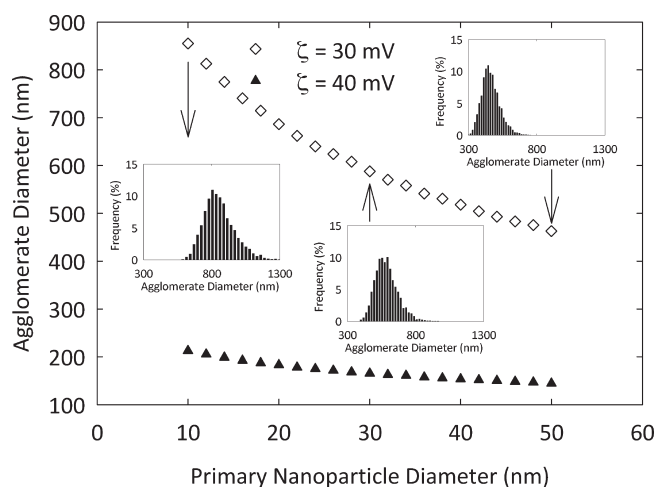 900
800
700
600
500
400
300
200
100
Agglomerate Diameter (nm)
ζ = 30 mV
ζ = 40 mV
15
10
5
0
Frequency (%)
300 800 1300
Agglomerate Diameter (nm)
15
10
5
0
Frequency (%)
300 800 1300
Agglomerate Diameter (nm)
15
10
5
0
Frequency (%)
300 800 1300
Agglomerate Diameter (nm)
0 10 20 30 40 50 60
Primary Nanoparticle Diameter (nm)